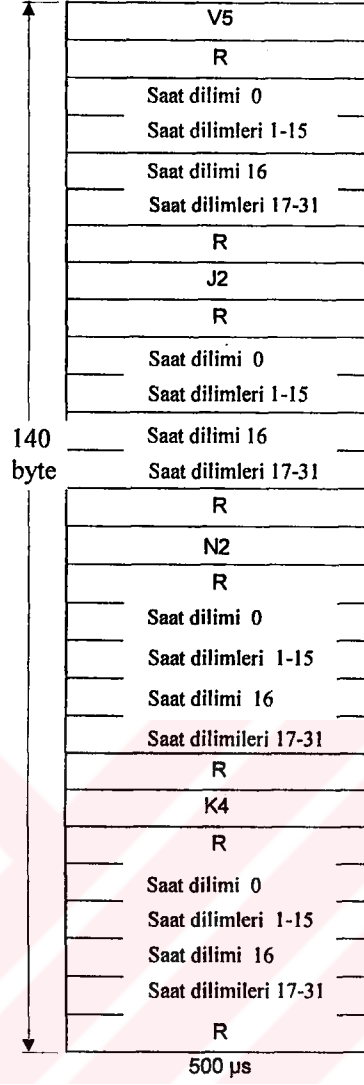 V5
R
Saat dilimi 0
Saat dilimleri 1-15
Saat dilimi 16
Saat dilimleri 17-31
R
J2
R
Saat dilimi 0
Saat dilimleri 1-15
140
byte
Saat dilimi 16
Saat dilimleri 17-31
R
N2
R
Saat dilimi 0
Saat dilimleri 1-15
Saat dilimi 16
Saat dilimileri 17-31
R
K4
R
Saat dilimi 0
Saat dilimleri 1-15
Saat dilimi 16
Saat dilimileri 17-31
R
500 µs